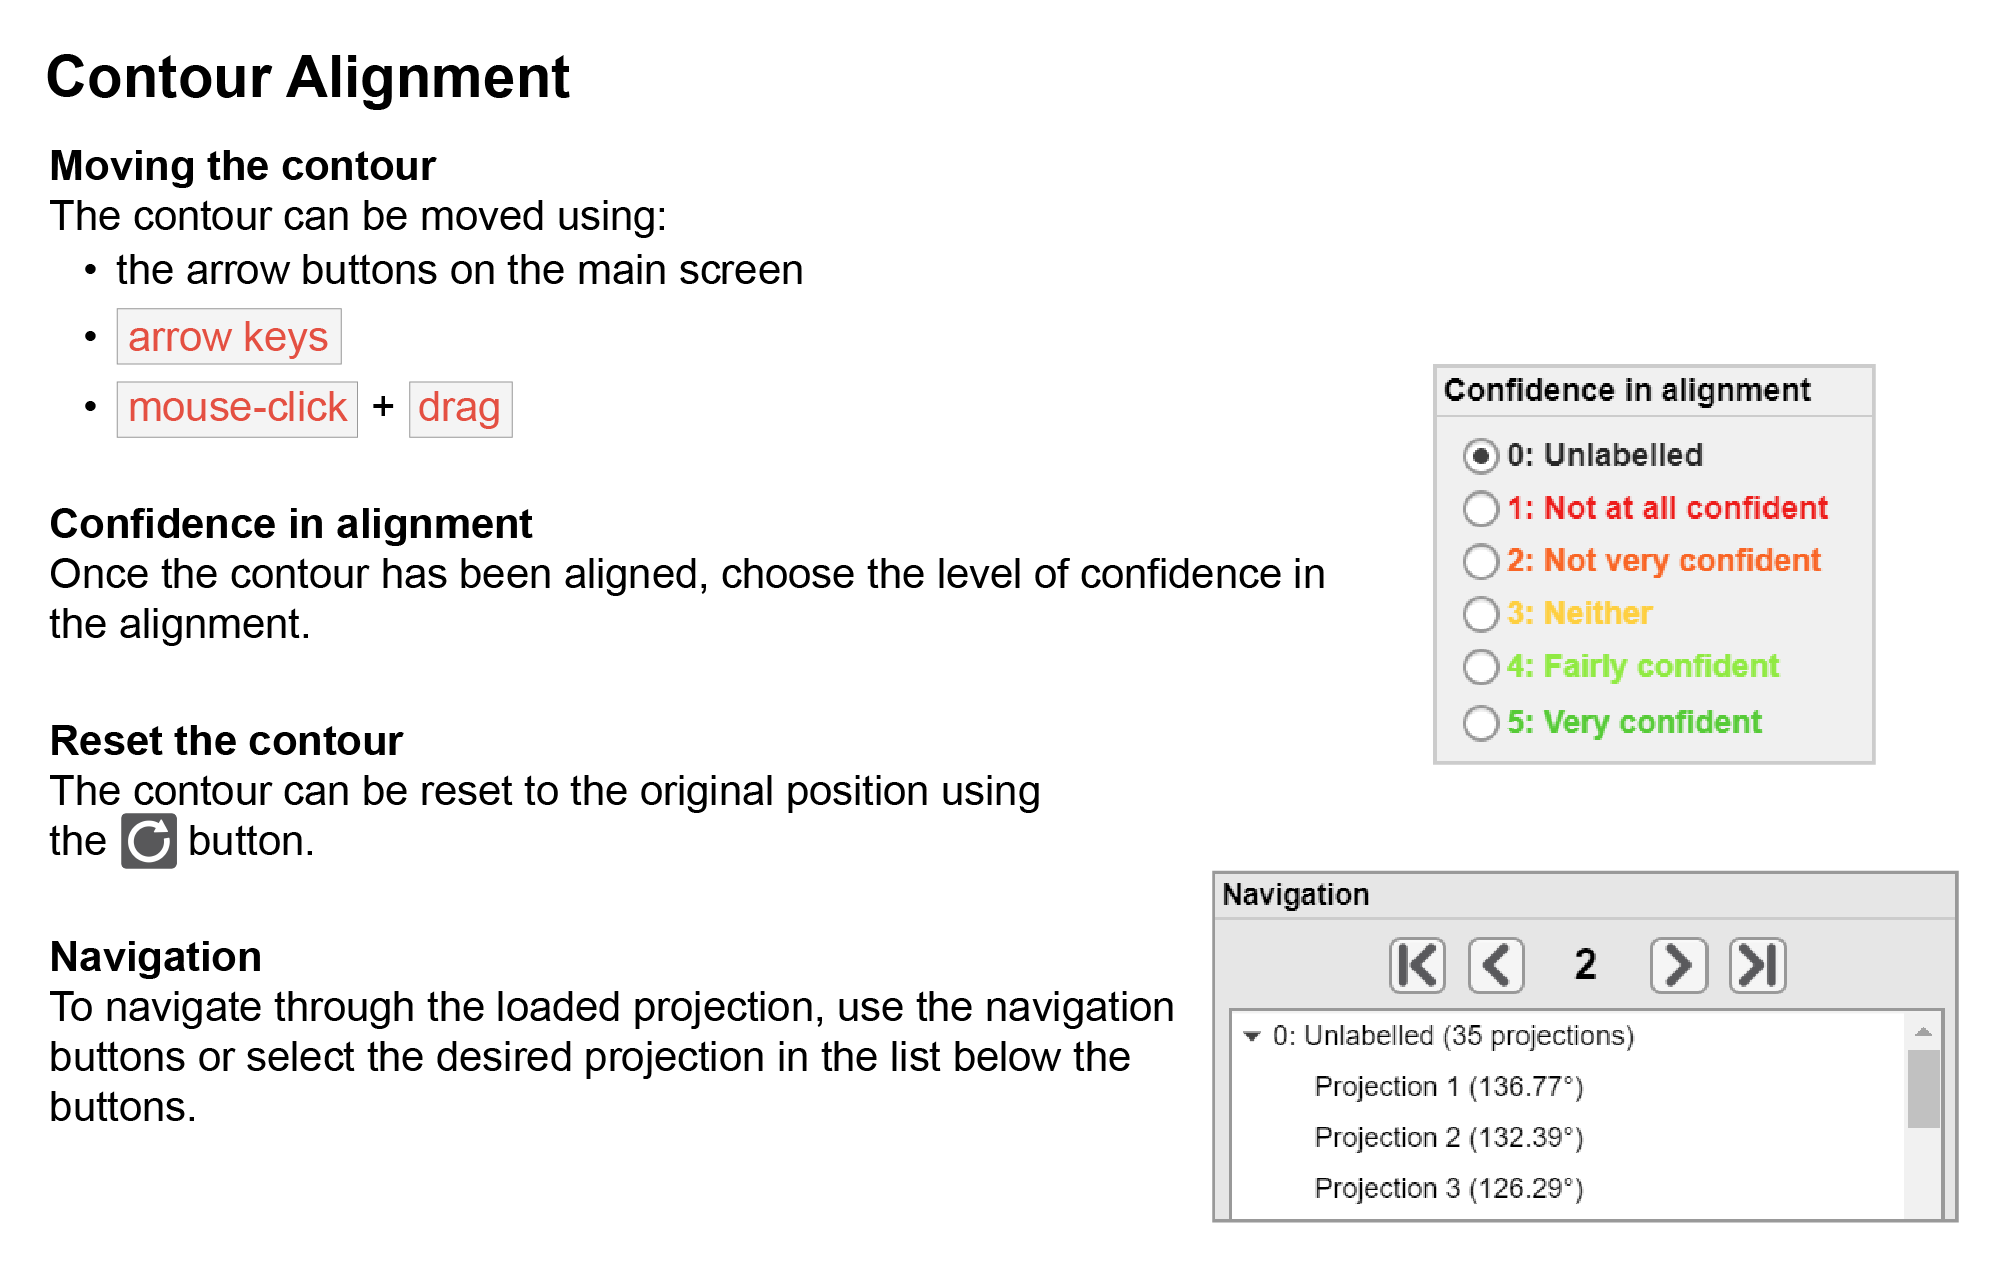 Contour Alignment
Moving the contour
The contour can be moved using:
• the arrow buttons on the main screen
• arrow keys
• mouse-click + drag
Confidence in alignment
Once the contour has been aligned, choose the level of confidence in
the alignment.
Confidence in alignment
0: Unlabelled
1: Not at all confident
2: Not very confident
3: Neither
4: Fairly confident
5: Very confident
Reset the contour
The contour can be reset to the original position using
the button.
Navigation
To navigate through the loaded projection, use the navigation
buttons or select the desired projection in the list below the
buttons.
Navigation
2
0: Unlabelled (35 projections)
Projection 1 (136.77°)
Projection 2 (132.39°)
Projection 3 (126.29°)